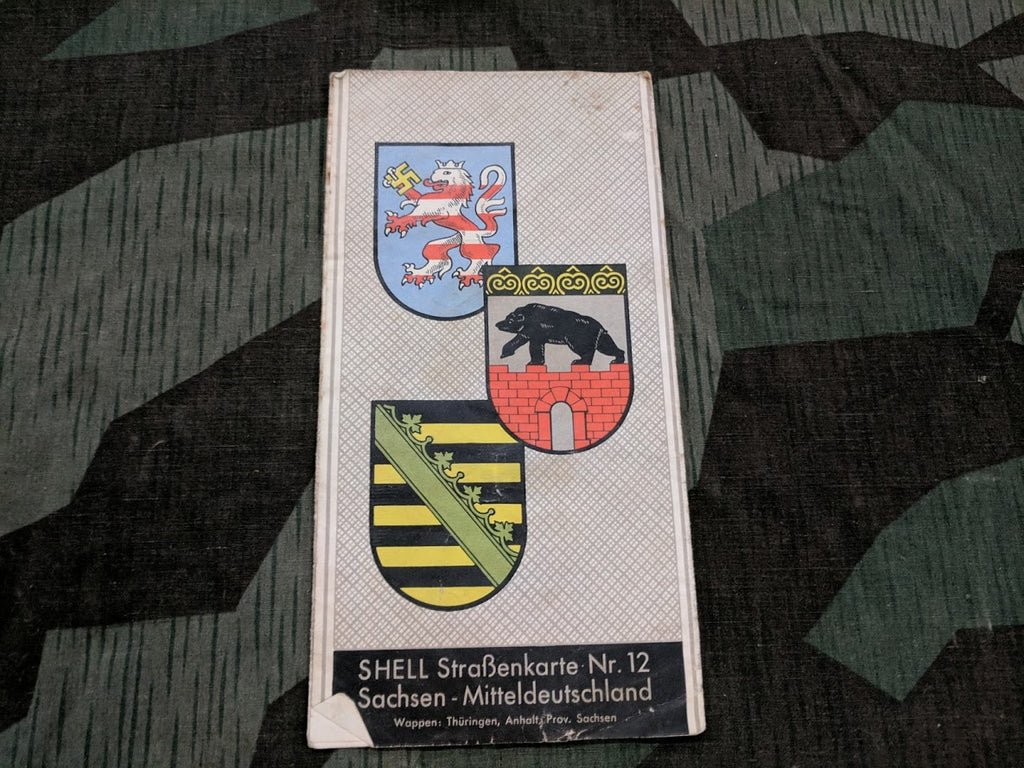 SHELL Straßenkarte Nr. 12
Sachsen - Mitteldeutschland
Wappen: Thüringen, Anhalt, Prov. Sachsen